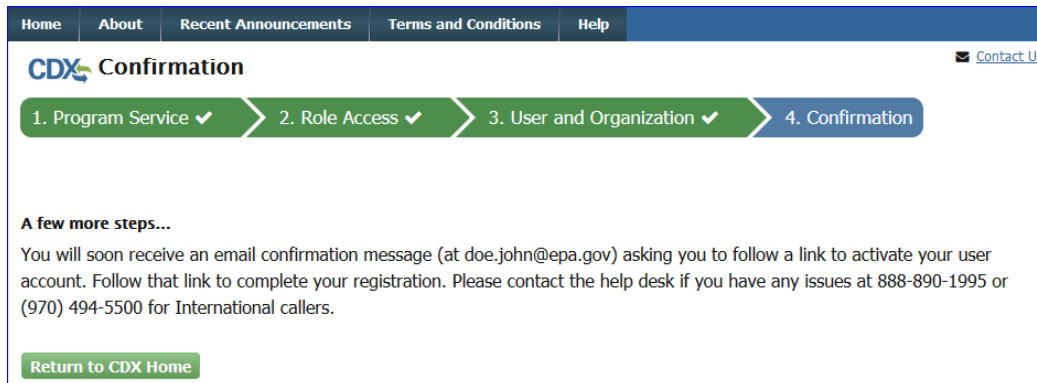 Home About Recent Announcements Terms and Conditions Help
Contact U
CDX Confirmation
1. Program Service ✔ 2. Role Access ✔ 3. User and Organization ✔ 4. Confirmation
A few more steps...
You will soon receive an email confirmation message (at doe.john@epa.gov) asking you to follow a link to activate your user
account. Follow that link to complete your registration. Please contact the help desk if you have any issues at 888-890-1995 or
(970) 494-5500 for International callers.
Return to CDX Home